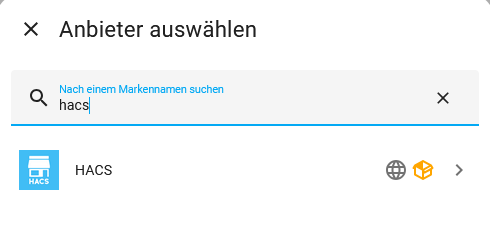 Anbieter auswählen
Nach einem Markennamen suchen
hacs
HACS
HACS